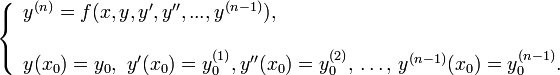 y^{(n)} = f(x, y, y', y'', ..., y^{(n-1)}),
y(x_0) = y_0, y'(x_0) = y_0^{(1)}, y''(x_0) = y_0^{(2)}, ..., y^{(n-1)}(x_0) = y_0^{(n-1)}.